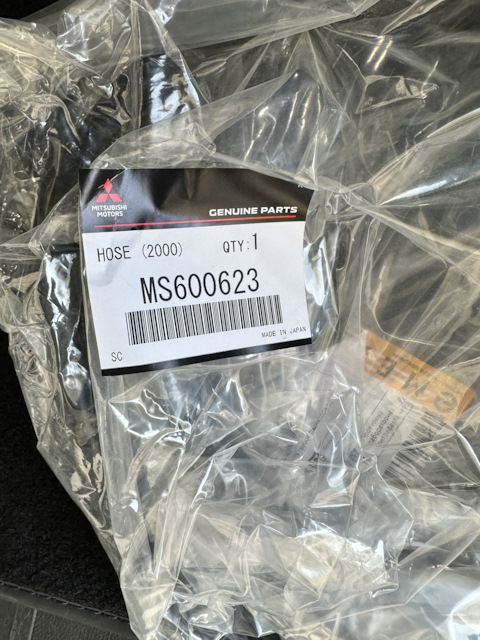 MITSUBISHI
MOTORS
GENUINE PARTS
HOSE (2000) QTY:1
MS600623
MADE IN JAPAN
SC